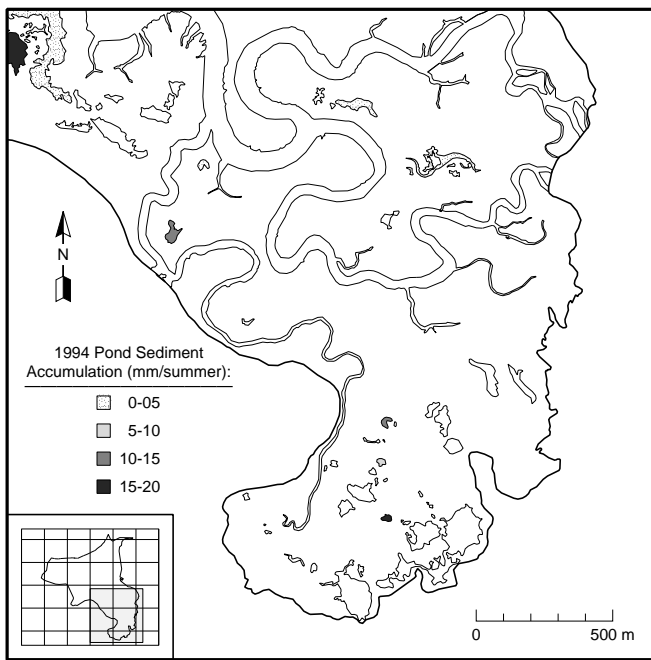 N
1994 Pond Sediment
Accumulation (mm/summer):
0-05
5-10
10-15
15-20
0 500 m